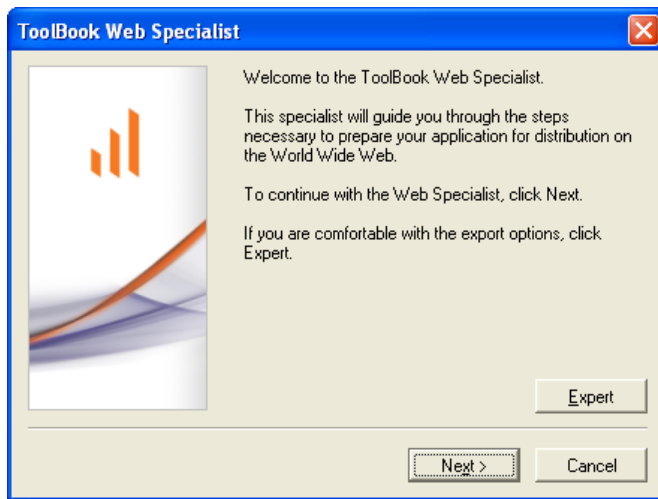 ToolBook Web Specialist
Welcome to the ToolBook Web Specialist.
This specialist will guide you through the steps
necessary to prepare your application for distribution on
the World Wide Web.
To continue with the Web Specialist, click Next.
If you are comfortable with the export options, click
Expert.
Expert
Next >
Cancel